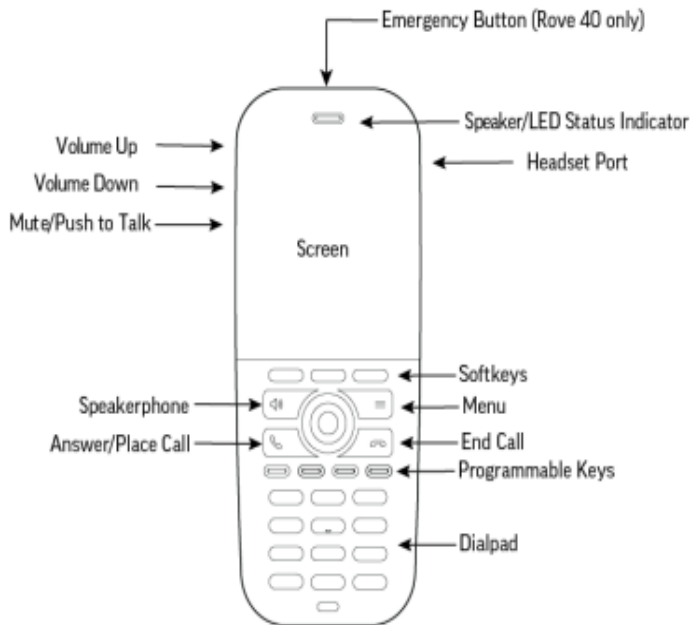 Emergency Button (Rove 40 only)
Speaker/LED Status Indicator
Volume Up
Headset Port
Volume Down
Mute/Push to Talk
Screen
Softkeys
Speakerphone
Menu
Answer/Place Call
End Call
Programmable Keys
Dialpad